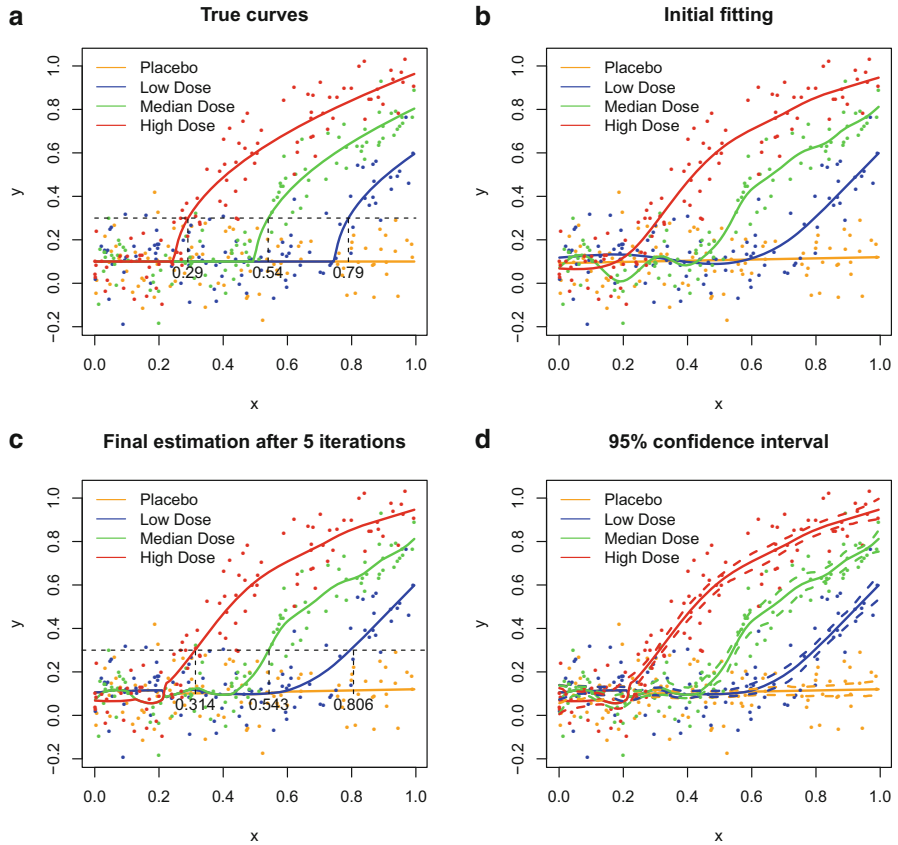 a
True curves
Placebo
Low Dose
Median Dose
High Dose
y
1.0
0.8
0.6
0.4
0.2
0.0
−0.2
0.29
0.54
0.79
0.0 0.2 0.4 0.6 0.8 1.0
x
b
Initial fitting
Placebo
Low Dose
Median Dose
High Dose
y
1.0
0.8
0.6
0.4
0.2
0.0
−0.2
0.0 0.2 0.4 0.6 0.8 1.0
x
c
Final estimation after 5 iterations
Placebo
Low Dose
Median Dose
High Dose
y
1.0
0.8
0.6
0.4
0.2
0.0
−0.2
0.314
0.543
0.806
0.0 0.2 0.4 0.6 0.8 1.0
x
d
95% confidence interval
Placebo
Low Dose
Median Dose
High Dose
y
1.0
0.8
0.6
0.4
0.2
0.0
−0.2
0.0 0.2 0.4 0.6 0.8 1.0
x